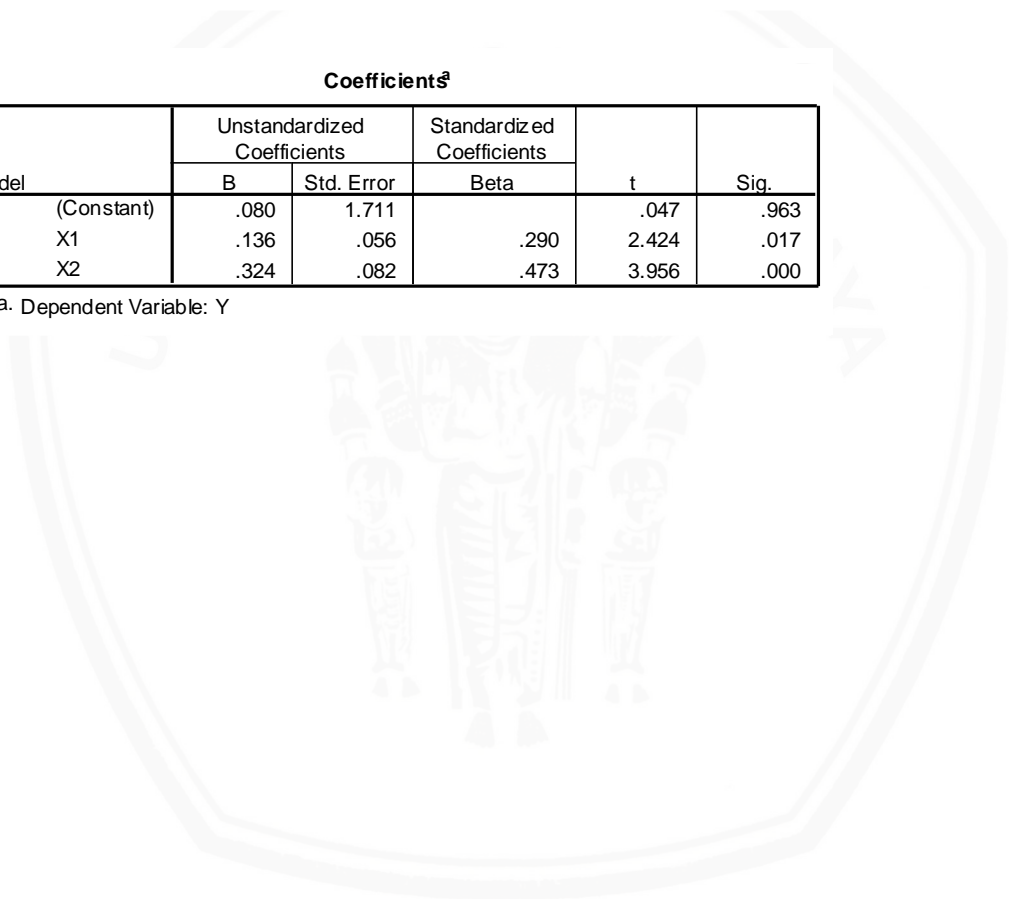 Coefficientsª
Unstandardized Coefficients Standardized Coefficients
del B Std. Error Beta t Sig.
(Constant) .080 1.711 .047 .963
X1 .136 .056 .290 2.424 .017
X2 .324 .082 .473 3.956 .000
a. Dependent Variable: Y